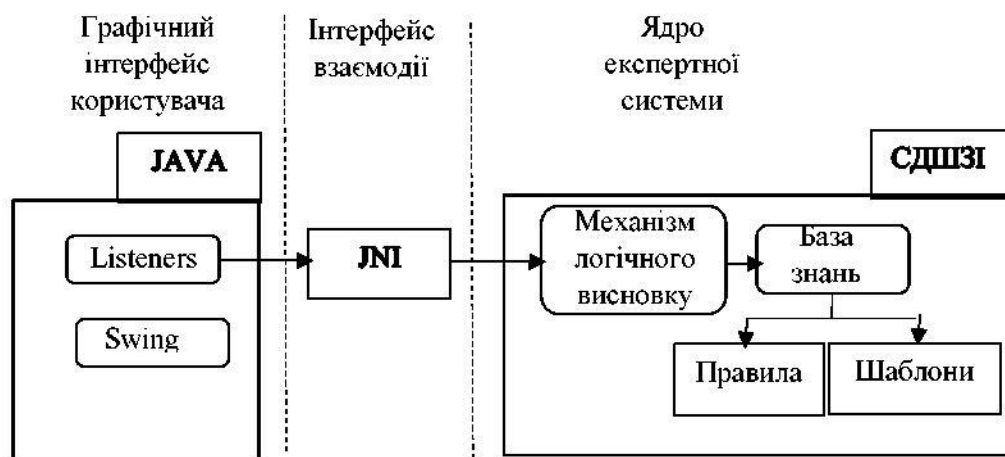 Графічний
інтерфейс
користувача
Інтерфейс
взаємодії
Ядро
експертної
системи
JAVA
СДШЗІ
Listeners
Swing
JNI
Механізм
логічного
висновку
База
знань
Правила
Шаблони